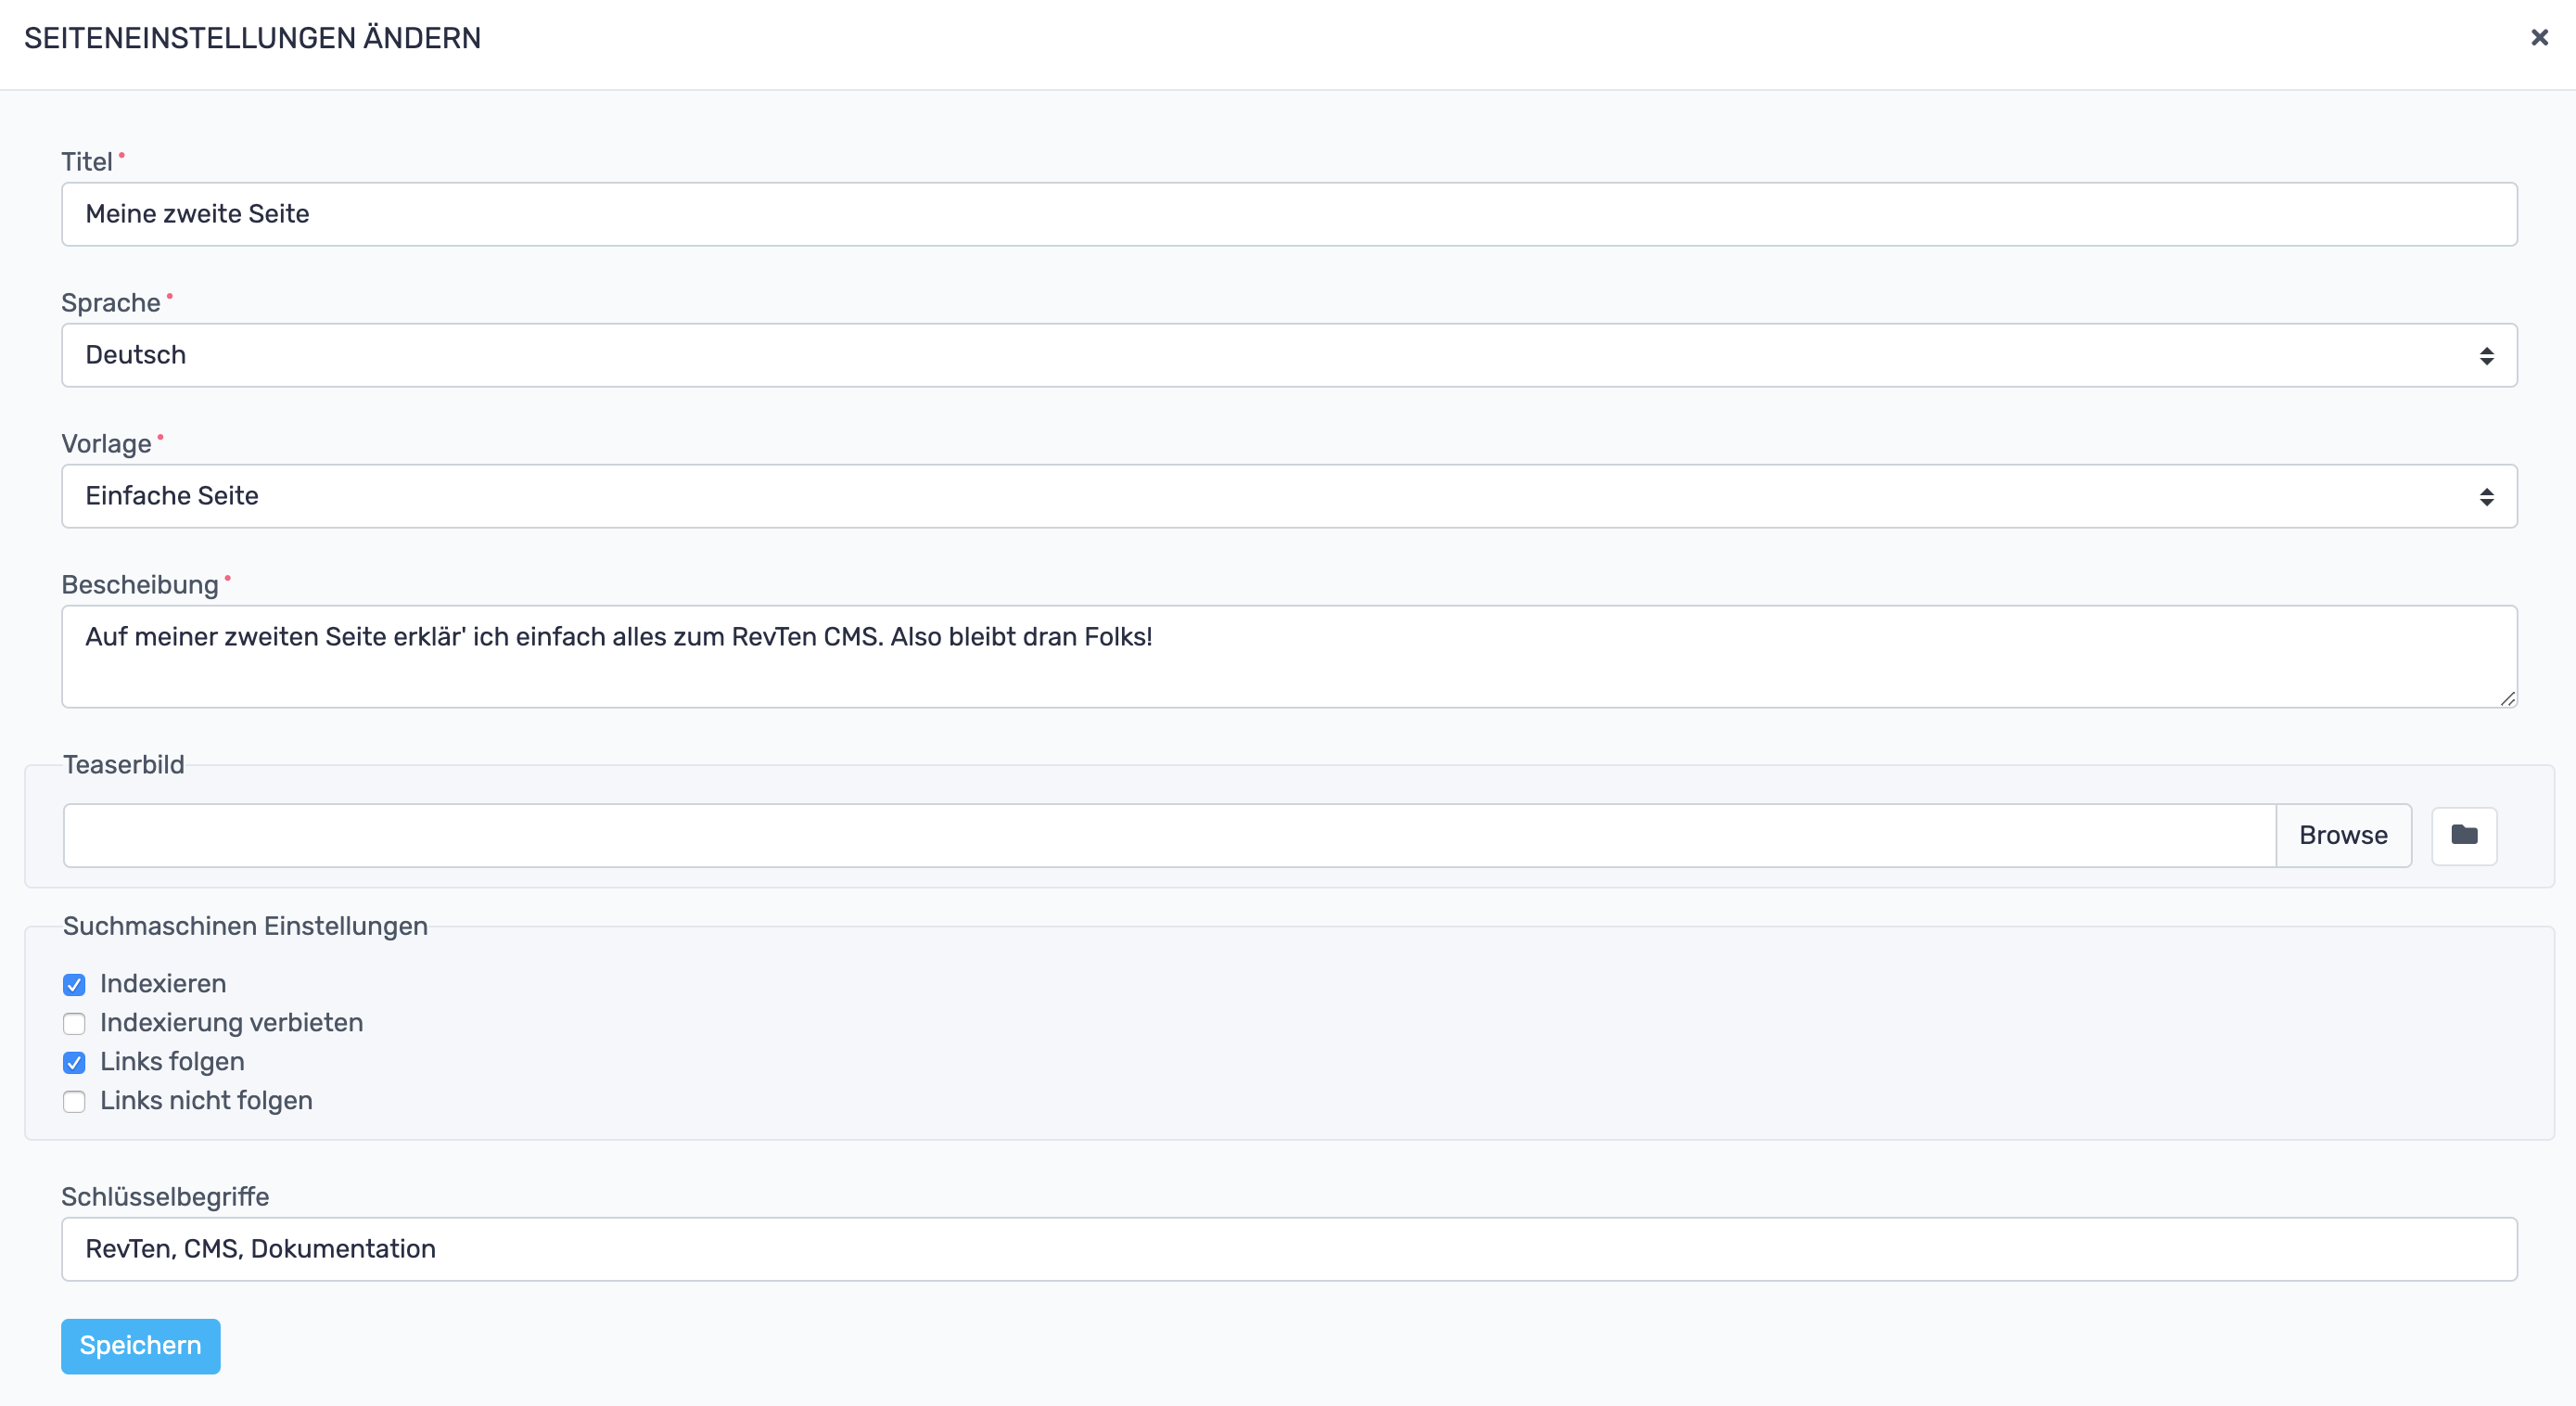 SEITENEINSTELLUNGEN ÄNDERN
Titel
Meine zweite Seite
Sprache
Deutsch
Vorlage
Einfache Seite
Bescheibung
Auf meiner zweiten Seite erklär' ich einfach alles zum RevTen CMS. Also bleibt dran Folks!
Teaserbild
Browse
Suchmaschinen Einstellungen
Indexieren
Indexierung verbieten
Links folgen
Links nicht folgen
Schlüsselbegriffe
RevTen, CMS, Dokumentation
Speichern